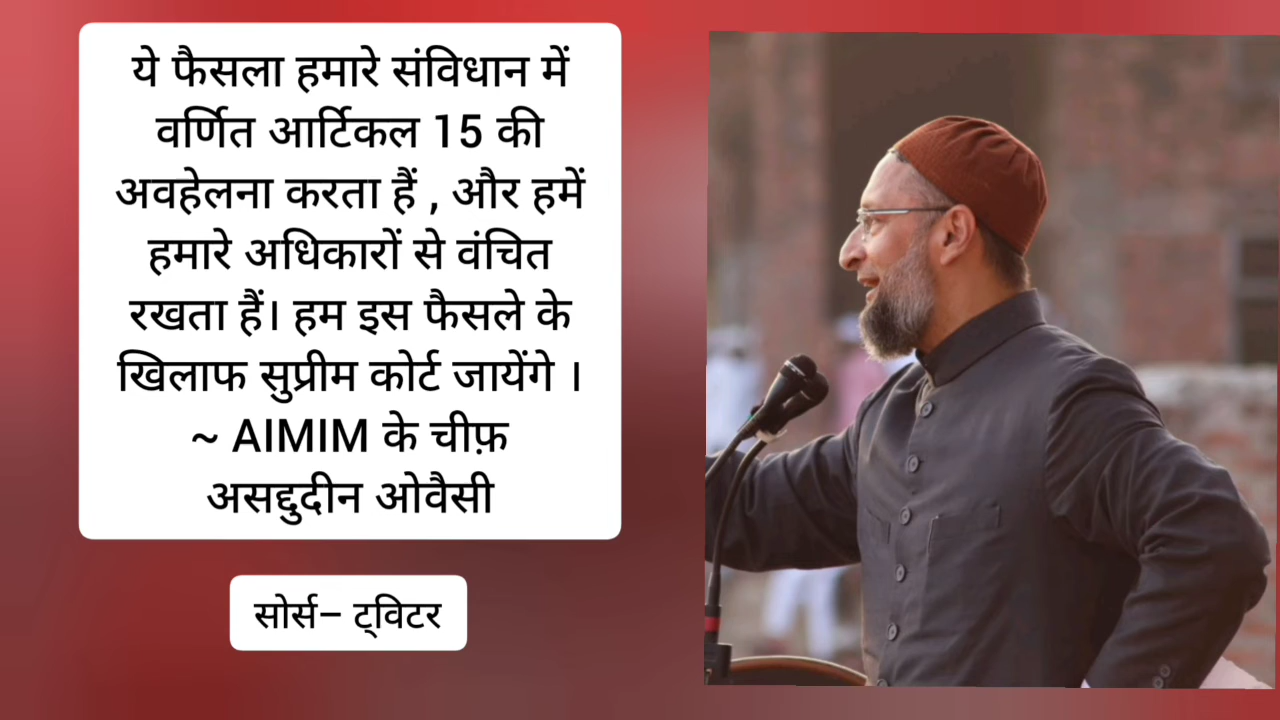 ये फैसला हमारे संविधान में
वर्णित आर्टिकल 15 की
अवहेलना करता हैं , और हमें
हमारे अधिकारों से वंचित
रखता हैं। हम इस फैसले के
खिलाफ सुप्रीम कोर्ट जायेंगे ।
~ AIMIM के चीफ़
असद्दुदीन ओवैसी
सोर्स– ट्विटर